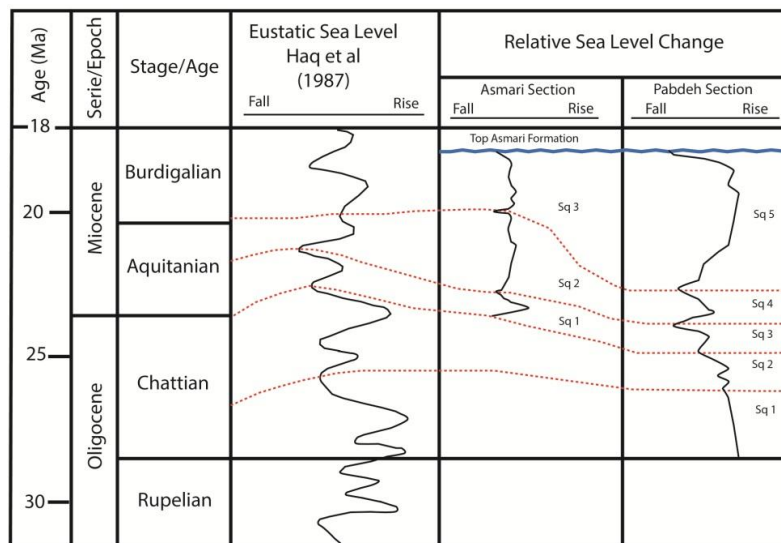 Age (Ma)
Serie/Epoch
Stage/Age
Eustatic Sea Level
Haq et al
(1987)
Fall Rise
Relative Sea Level Change
Asmari Section
Fall Rise
Pabdeh Section
Fall Rise
18
Top Asmari Formation
Burdigalian
Miocene
20
Sq 3
Sq 5
Aquitanian
Sq 2
Sq 4
Sq 1
Sq 3
25
Sq 2
Chattian
Oligocene
Sq 1
Rupelian
30